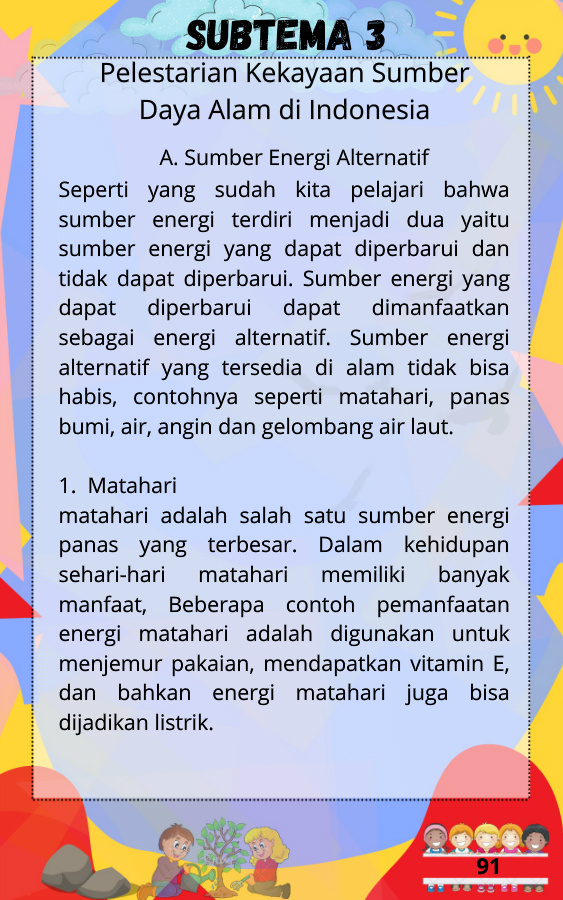 SUBTEMA 3
Pelestarian Kekayaan Sumber
Daya Alam di Indonesia
A. Sumber Energi Alternatif
Seperti yang sudah kita pelajari bahwa
sumber energi terdiri menjadi dua yaitu
sumber energi yang dapat diperbarui dan
tidak dapat diperbarui. Sumber energi yang
dapat diperbarui dapat dimanfaatkan
sebagai energi alternatif. Sumber energi
alternatif yang tersedia di alam tidak bisa
habis, contohnya seperti matahari, panas
bumi, air, angin dan gelombang air laut.
1. Matahari
matahari adalah salah satu sumber energi
panas yang terbesar. Dalam kehidupan
sehari-hari matahari memiliki banyak
manfaat, Beberapa contoh pemanfaatan
energi matahari adalah digunakan untuk
menjemur pakaian, mendapatkan vitamin E,
dan bahkan energi matahari juga bisa
dijadikan listrik.
91